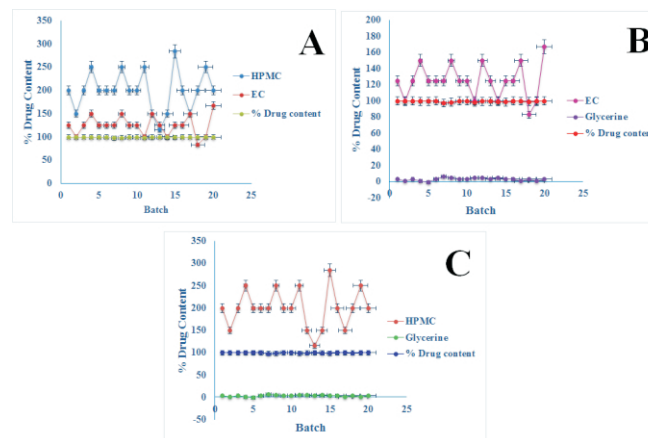 A
350
300
250
200
150
100
50
0
0 5 10 15 20 25
% Drug Content
Batch
HPMC
EC
% Drug content
B
200
180
160
140
120
100
80
60
40
20
0
-20
0 5 10 15 20 25
% Drug Content
Batch
EC
Glycerine
% Drug content
C
350
300
250
200
150
100
50
0
-50
0 5 10 15 20 25
% Drug Content
Batch
HPMC
Glycerine
% Drug content